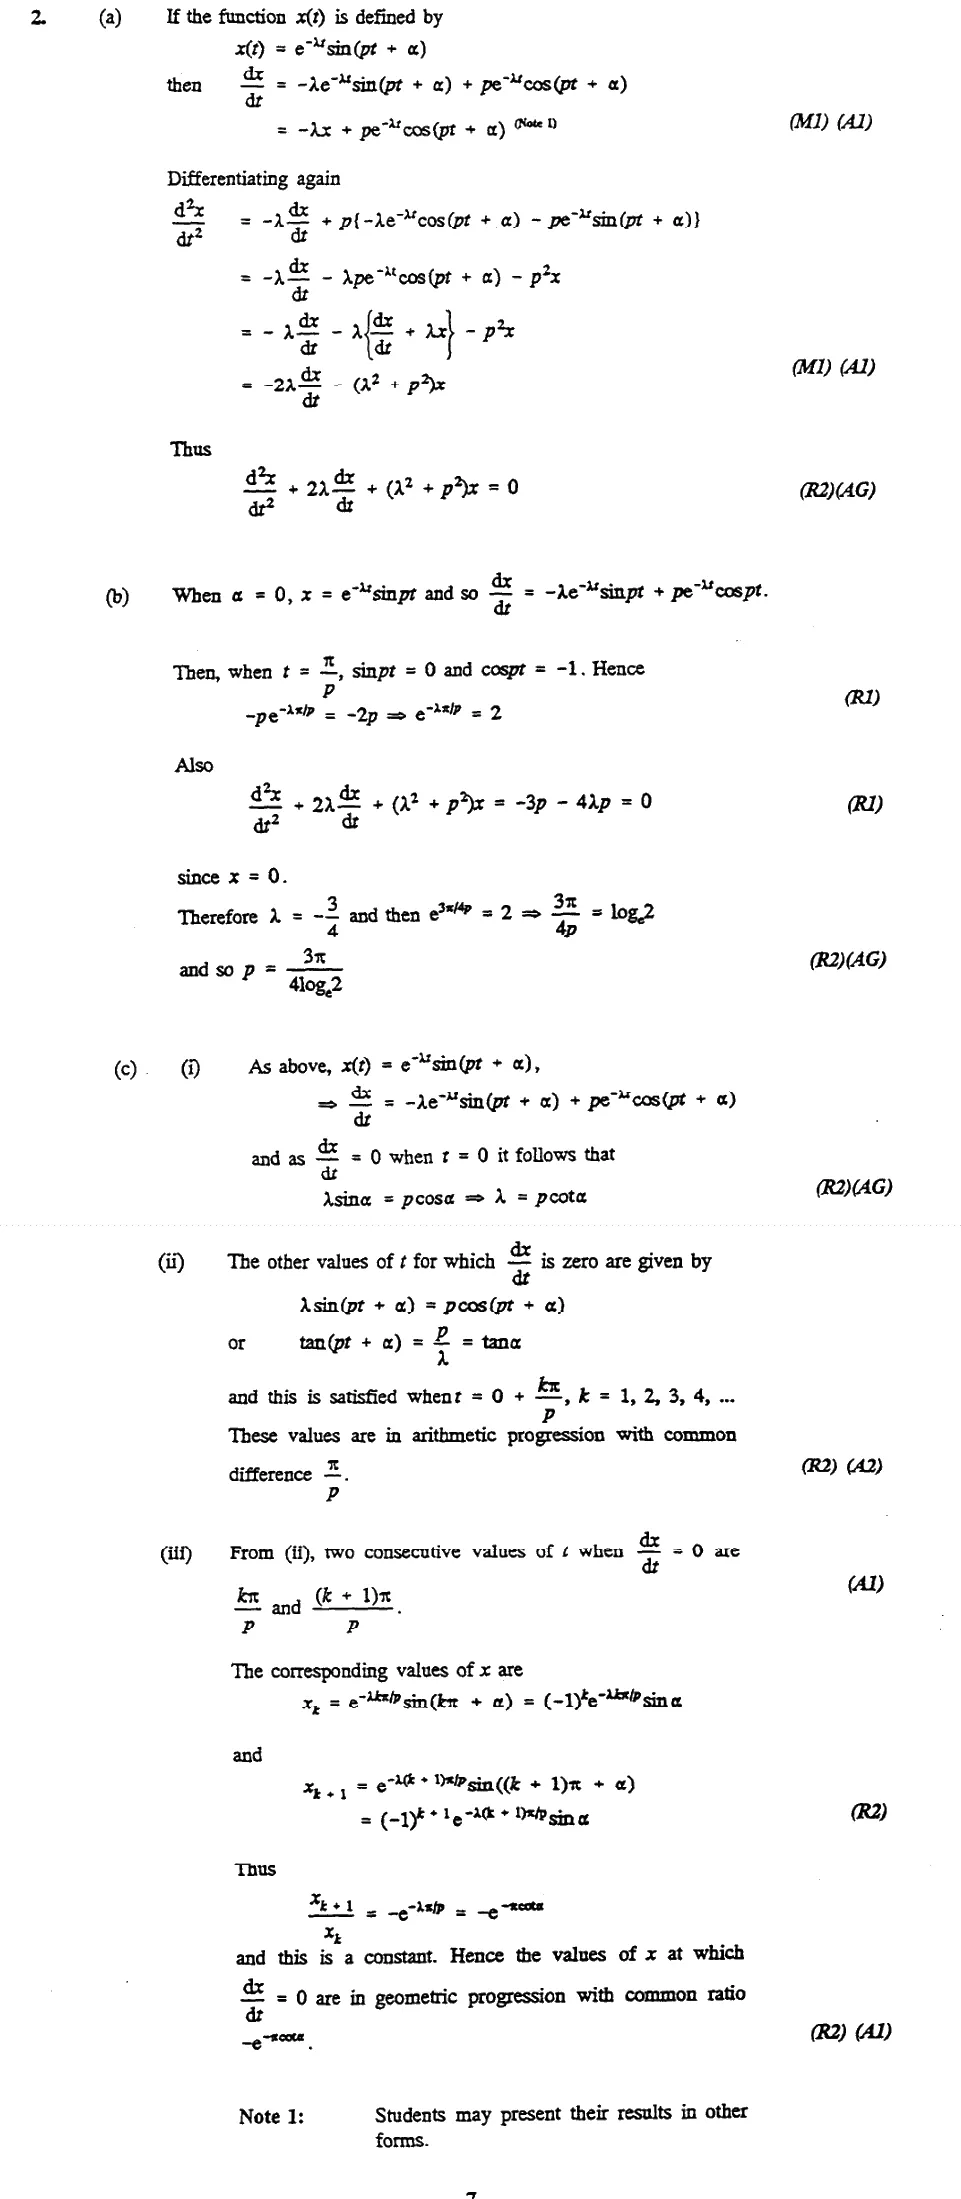 2. (a) If the function x(t) is defined by
x(t) = e^{-λt}sin(pt + α)
then dx/dt = -λe^{-λt}sin(pt + α) + pe^{-λt}cos(pt + α)
= -λx + pe^{-λt}cos(pt + α) (Note 1) (M1) (A1)
Differentiating again
d²x/dt² = -λ dx/dt + p{-λe^{-λt}cos(pt + α) - pe^{-λt}sin(pt + α)}
= -λ dx/dt - λpe^{-λt}cos(pt + α) - p²x
= - λ dx/dt - λ{dx/dt + λx} - p²x
= -2λ dx/dt - (λ² + p²)x (M1) (A1)
Thus
d²x/dt² + 2λ dx/dt + (λ² + p²)x = 0 (R2)(AG)
(b) When α = 0, x = e^{-λt}sinpt and so dx/dt = -λe^{-λt}sinpt + pe^{-λt}cospt.
Then, when t = π/p, sinpt = 0 and cospt = -1. Hence
-pe^{-λπ/p} = -2p ⇒ e^{-λπ/p} = 2 (R1)
Also
d²x/dt² + 2λ dx/dt + (λ² + p²)x = -3p - 4λp = 0 (R1)
since x = 0.
Therefore λ = -3/4 and then e^{3π/4p} = 2 ⇒ 3π/4p = logₑ2
and so p = 3π/4logₑ2 (R2)(AG)
(c) (i) As above, x(t) = e^{-λt}sin(pt + α),
⇒ dx/dt = -λe^{-λt}sin(pt + α) + pe^{-λt}cos(pt + α)
and as dx/dt = 0 when t = 0 it follows that
λsinα = pcosα ⇒ λ = pcotα (R2)(AG)
(ii) The other values of t for which dx/dt is zero are given by
λsin(pt + α) = pcos(pt + α)
or tan(pt + α) = p/λ = tanα
and this is satisfied when t = 0 + kπ/p, k = 1, 2, 3, 4, ...
These values are in arithmetic progression with common
difference π/p. (R2) (A2)
(iii) From (ii), two consecutive values of t when dx/dt = 0 are
kπ/p and (k + 1)π/p. (A1)
The corresponding values of x are
x_k = e^{-λkπ/p}sin(kπ + α) = (-1)^k e^{-λkπ/p}sinα
and
x_{k+1} = e^{-λ(k + 1)π/p}sin((k + 1)π + α)
= (-1)^{k + 1}e^{-λ(k + 1)π/p}sinα (R2)
Thus
x_{k+1}/x_k = -e^{-λπ/p} = -e^{-πcotα}
and this is a constant. Hence the values of x at which
dx/dt = 0 are in geometric progression with common ratio
-e^{-πcotα}. (R2) (A1)
Note 1: Students may present their results in other
forms.
7